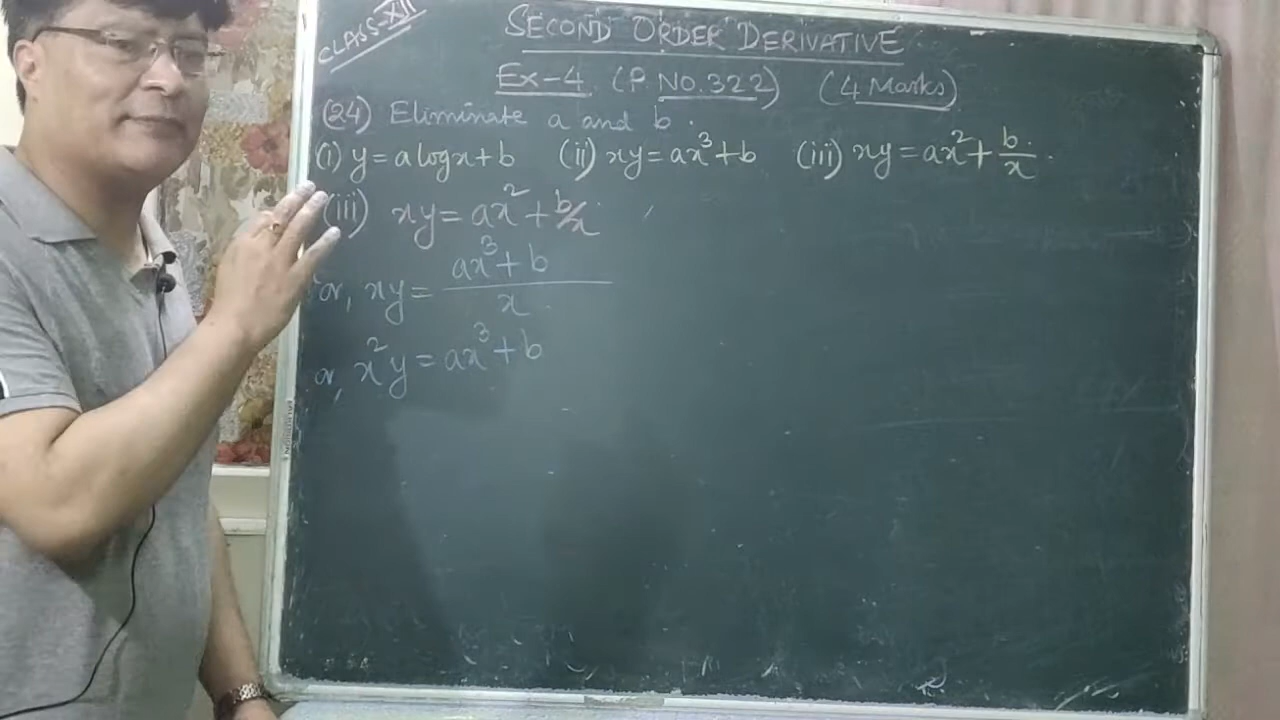 CLASS-XII
SECOND ORDER DERIVATIVE
Ex-4 (P. NO. 322) (4 Marks)
(24) Eliminate a and b.
(i) y = a log x + b (ii) xy = ax³ + b (iii) xy = ax² + b/x.
(iii) xy = ax² + b/x
or, xy = (ax³ + b)/x
or, x²y = ax³ + b